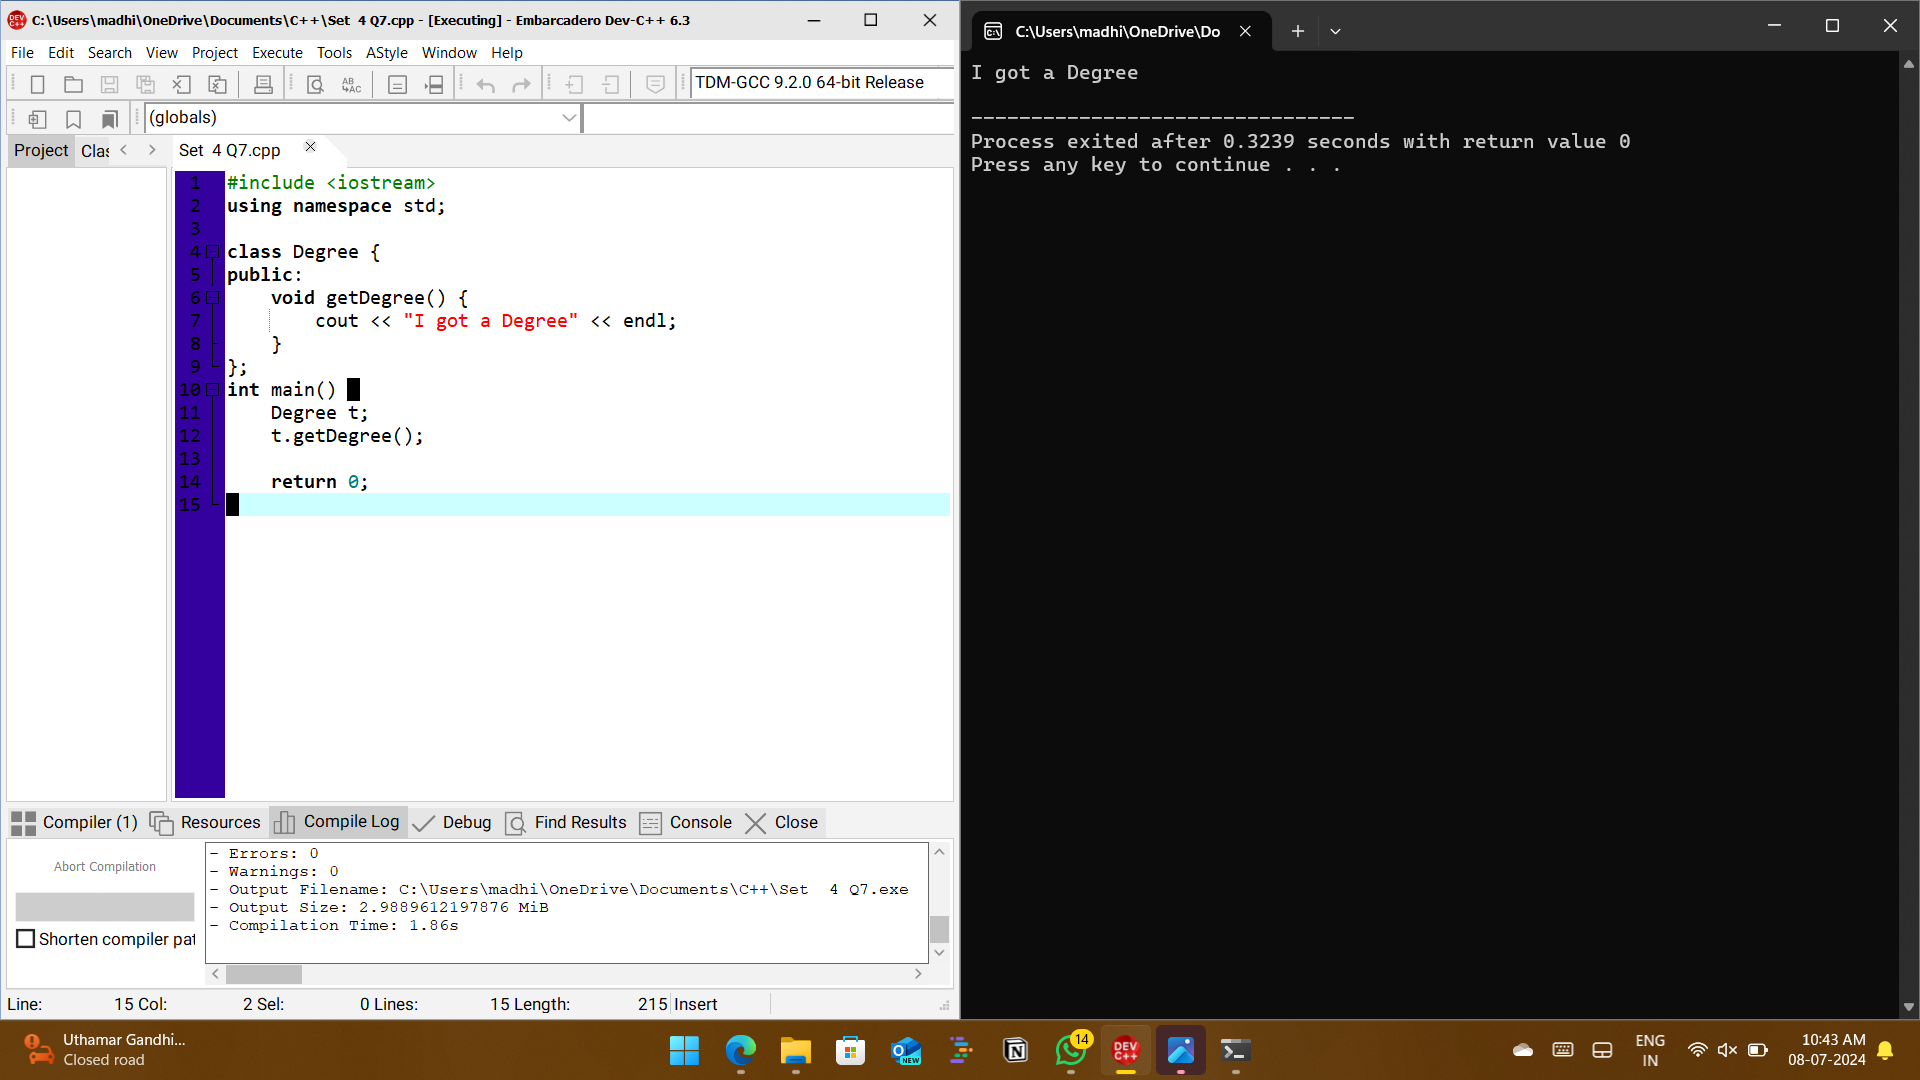 C:\Users\madhi\OneDrive\Documents\C++\Set  4 Q7.cpp - [Executing] - Embarcadero Dev-C++ 6.3
File Edit Search View Project Execute Tools AStyle Window Help
TDM-GCC 9.2.0 64-bit Release
(globals)
Project Clas
Set  4 Q7.cpp
1 #include <iostream>
2 using namespace std;
3
4 class Degree {
5 public:
6     void getDegree() {
7         cout << "I got a Degree" << endl;
8     }
9 };
10 int main()
11     Degree t;
12     t.getDegree();
13
14     return 0;
15
Compiler (1) Resources Compile Log Debug Find Results Console Close
Abort Compilation
Shorten compiler pat
- Errors: 0
- Warnings: 0
- Output Filename: C:\Users\madhi\OneDrive\Documents\C++\Set  4 Q7.exe
- Output Size: 2.9889612197876 MiB
- Compilation Time: 1.86s
Line: 15 Col: 2 Sel: 0 Lines: 15 Length: 215 Insert
C:\Users\madhi\OneDrive\Do
I got a Degree
--------------------------------
Process exited after 0.3239 seconds with return value 0
Press any key to continue . . .
Uthamar Gandhi...
Closed road
NEW
14
DEV
C++
ENG
IN
10:43 AM
08-07-2024